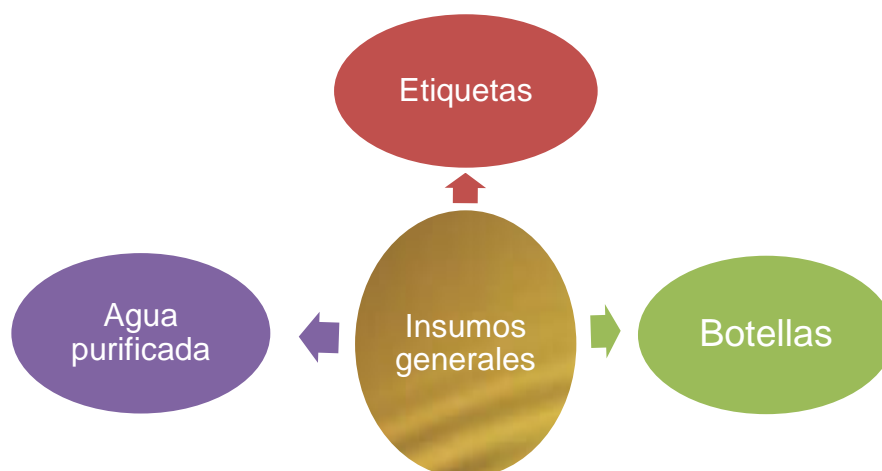 Etiquetas
Agua
purificada
Insumos
generales
Botellas